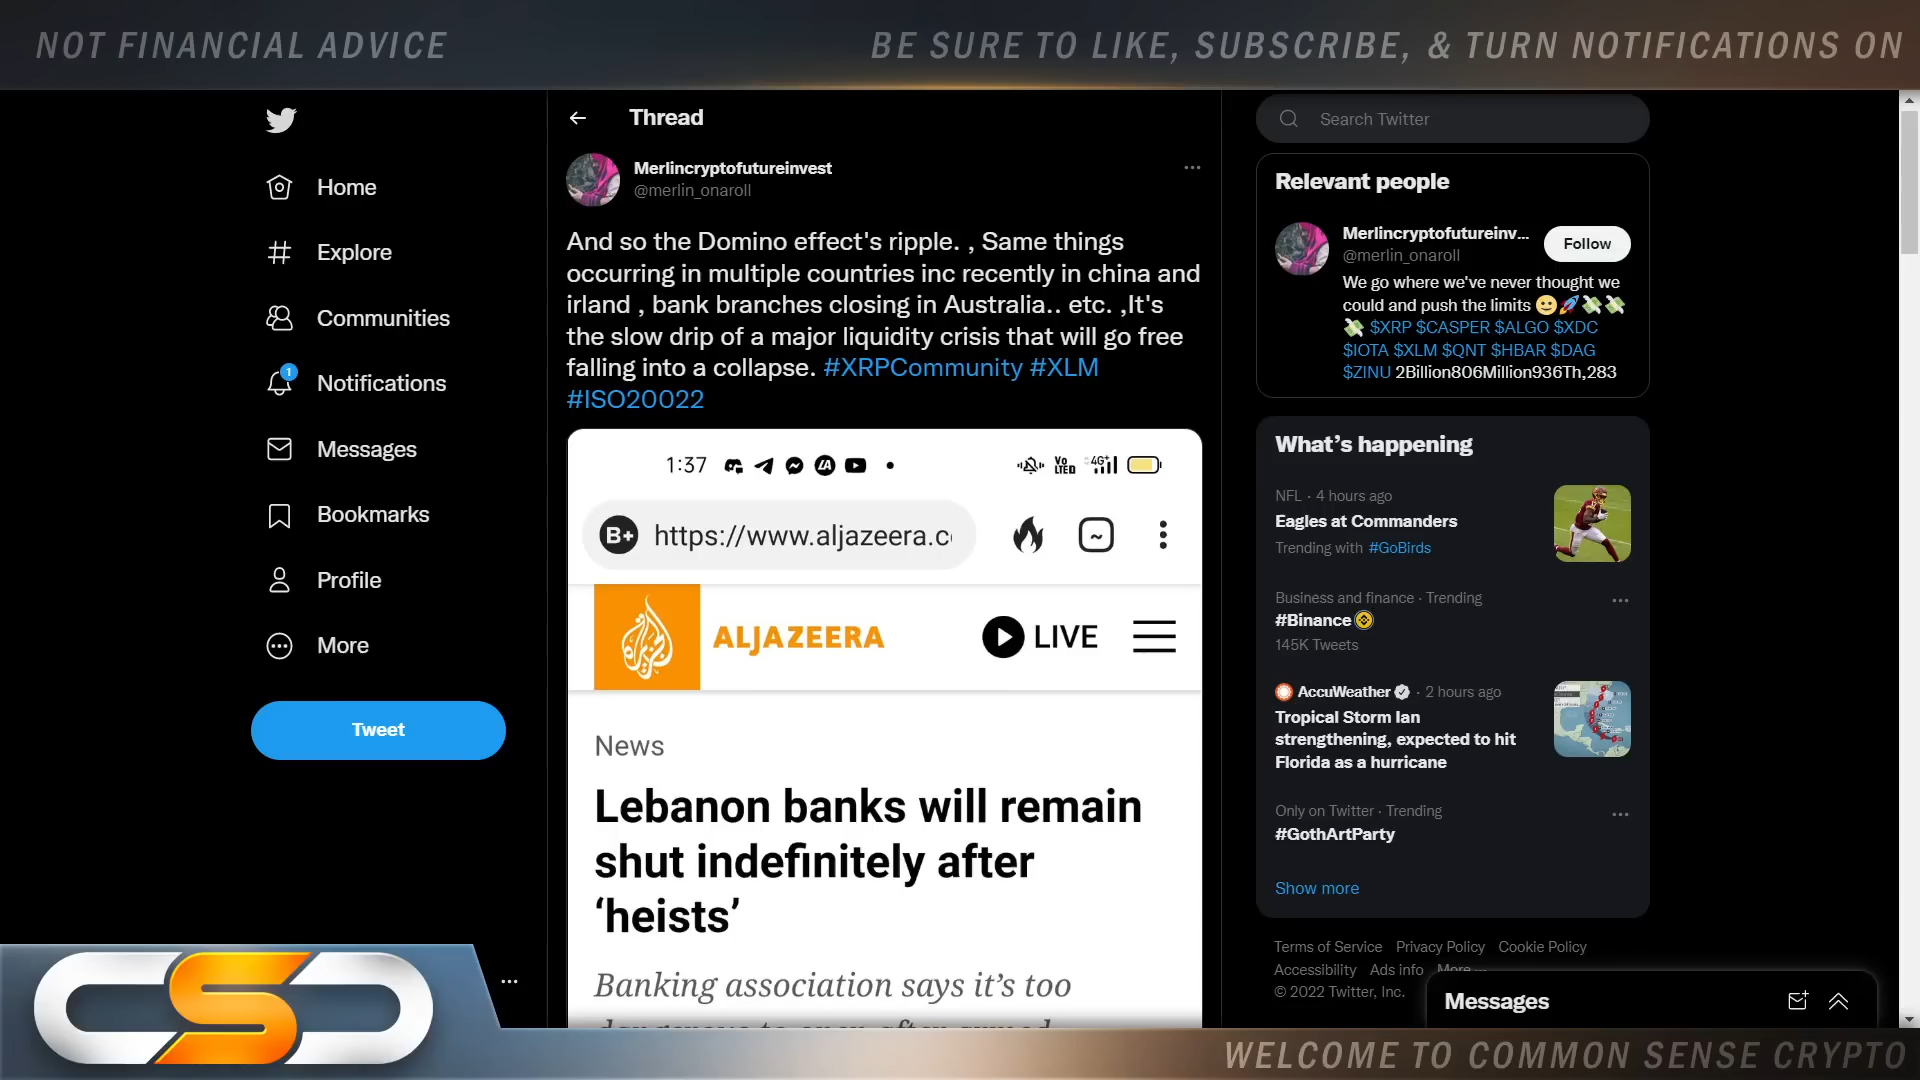 NOT FINANCIAL ADVICE
BE SURE TO LIKE, SUBSCRIBE, & TURN NOTIFICATIONS ON
Home
Explore
Communities
1
Notifications
Messages
Bookmarks
Profile
More
Tweet
Thread
Merlincryptofutureinvest
@merlin_onaroll
And so the Domino effect's ripple. , Same things
occurring in multiple countries inc recently in china and
irland , bank branches closing in Australia.. etc. ,It's
the slow drip of a major liquidity crisis that will go free
falling into a collapse. #XRPCommunity #XLM
#ISO20022
1:37
Vo
LTED
4G+
B+
https://www.aljazeera.c
ALJAZEERA
LIVE
News
Lebanon banks will remain
shut indefinitely after
‘heists’
Banking association says it’s too
Search Twitter
Relevant people
Merlincryptofutureinv...
@merlin_onaroll
Follow
We go where we've never thought we
could and push the limits
$XRP $CASPER $ALGO $XDC
$IOTA $XLM $QNT $HBAR $DAG
$ZINU 2Billion806Million936Th,283
What’s happening
NFL · 4 hours ago
Eagles at Commanders
Trending with #GoBirds
Business and finance · Trending
#Binance
145K Tweets
AccuWeather · 2 hours ago
Tropical Storm Ian
strengthening, expected to hit
Florida as a hurricane
Only on Twitter · Trending
#GothArtParty
Show more
Terms of Service Privacy Policy Cookie Policy
Accessibility Ads info More ...
© 2022 Twitter, Inc.
Messages
CSC
WELCOME TO COMMON SENSE CRYPTO